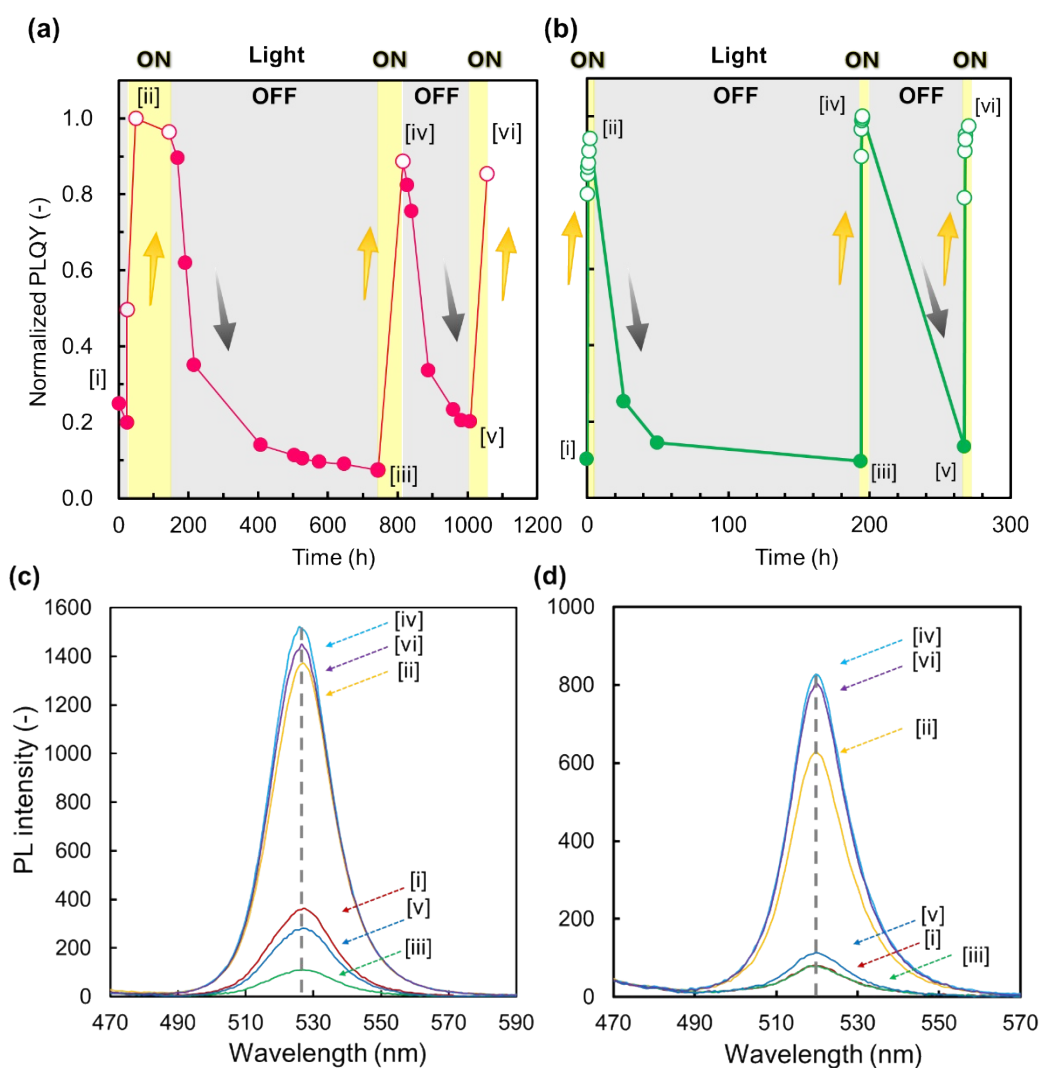 (a)
Light
ON
ON
ON
OFF
OFF
[ii]
[iv]
[vi]
[i]
[iii]
[v]
1.0
0.8
0.6
0.4
0.2
0.0
Normalized PLQY (-)
0 200 400 600 800 1000 1200
Time (h)
(b)
Light
ON
ON
ON
OFF
OFF
[ii]
[iv]
[vi]
[i]
[iii]
[v]
0 100 200 300
Time (h)
(c)
1600
1400
1200
1000
800
600
400
200
0
PL intensity (-)
[iv]
[vi]
[ii]
[i]
[v]
[iii]
470 490 510 530 550 570 590
Wavelength (nm)
(d)
1000
800
600
400
200
0
[iv]
[vi]
[ii]
[v]
[i]
[iii]
470 490 510 530 550 570
Wavelength (nm)